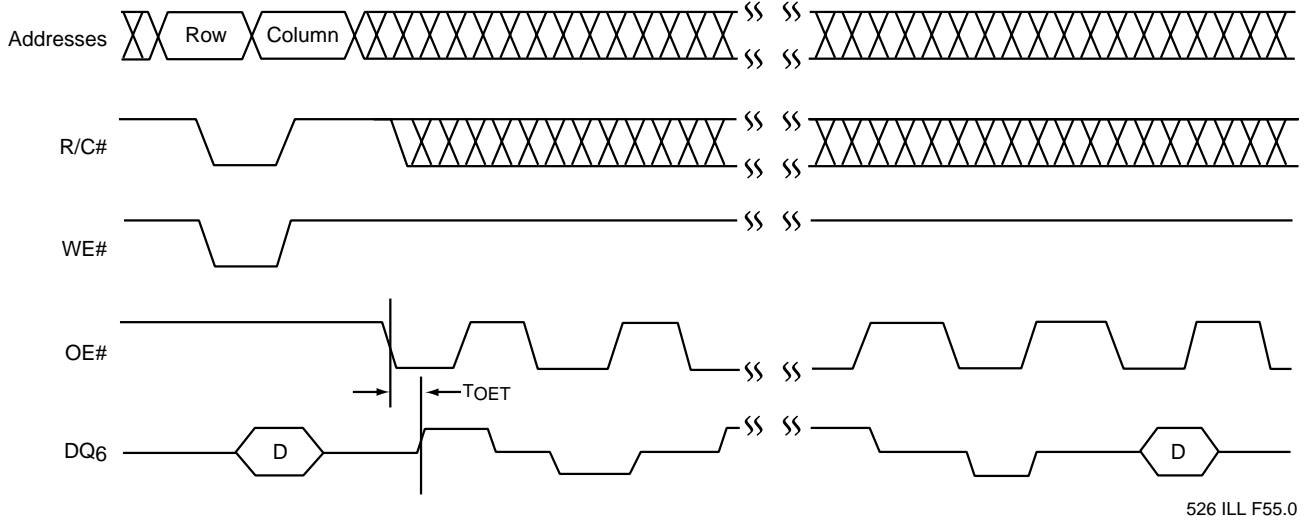 Addresses Row Column
R/C#
WE#
OE#
TOET
DQ6 D D
526 ILL F55.0